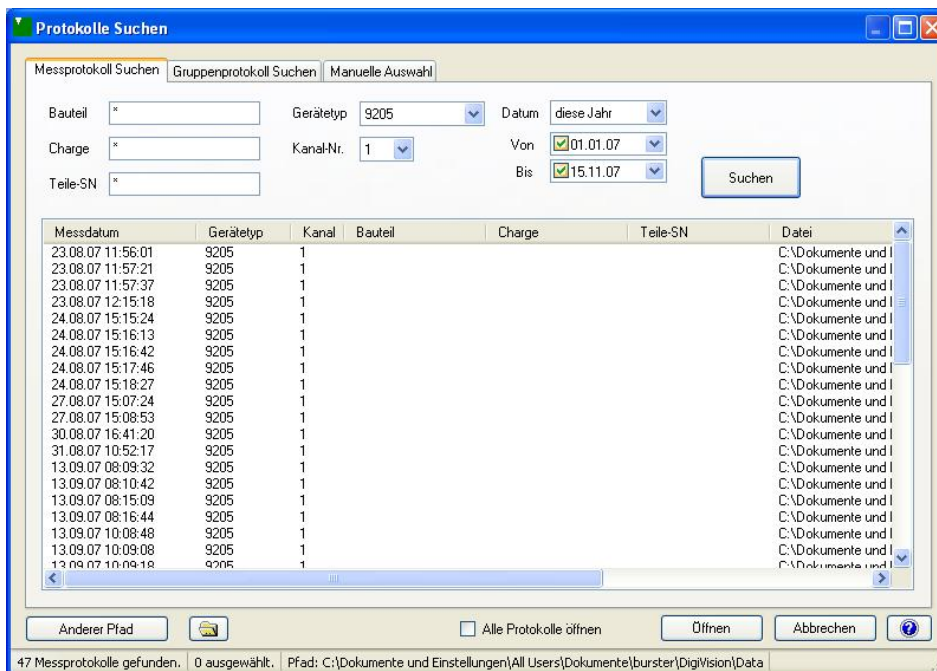 Protokolle Suchen
Messprotokoll Suchen Gruppenprotokoll Suchen Manuelle Auswahl
Bauteil * Gerätetyp 9205 Datum diese Jahr
Charge * Kanal-Nr. 1 Von 01.01.07
Teile-SN * Bis 15.11.07
Suchen
Messdatum Gerätetyp Kanal Bauteil Charge Teile-SN Datei
23.08.07 11:56:01 9205 1 C:\Dokumente und I
23.08.07 11:57:21 9205 1 C:\Dokumente und I
23.08.07 11:57:37 9205 1 C:\Dokumente und I
23.08.07 12:15:18 9205 1 C:\Dokumente und I
24.08.07 15:15:24 9205 1 C:\Dokumente und I
24.08.07 15:16:13 9205 1 C:\Dokumente und I
24.08.07 15:16:42 9205 1 C:\Dokumente und I
24.08.07 15:17:46 9205 1 C:\Dokumente und I
24.08.07 15:18:27 9205 1 C:\Dokumente und I
27.08.07 15:07:24 9205 1 C:\Dokumente und I
27.08.07 15:08:53 9205 1 C:\Dokumente und I
30.08.07 16:41:20 9205 1 C:\Dokumente und I
31.08.07 10:52:17 9205 1 C:\Dokumente und I
13.09.07 08:09:32 9205 1 C:\Dokumente und I
13.09.07 08:10:42 9205 1 C:\Dokumente und I
13.09.07 08:15:09 9205 1 C:\Dokumente und I
13.09.07 08:16:44 9205 1 C:\Dokumente und I
13.09.07 10:08:48 9205 1 C:\Dokumente und I
13.09.07 10:09:08 9205 1 C:\Dokumente und I
13.09.07 10:09:18 9205 1 C:\Dokumente und I
Anderer Pfad Alle Protokolle öffnen Öffnen Abbrechen ?
47 Messprotokolle gefunden. 0 ausgewählt. Pfad: C:\Dokumente und Einstellungen\All Users\Dokumente\burster\DigiVision\Data